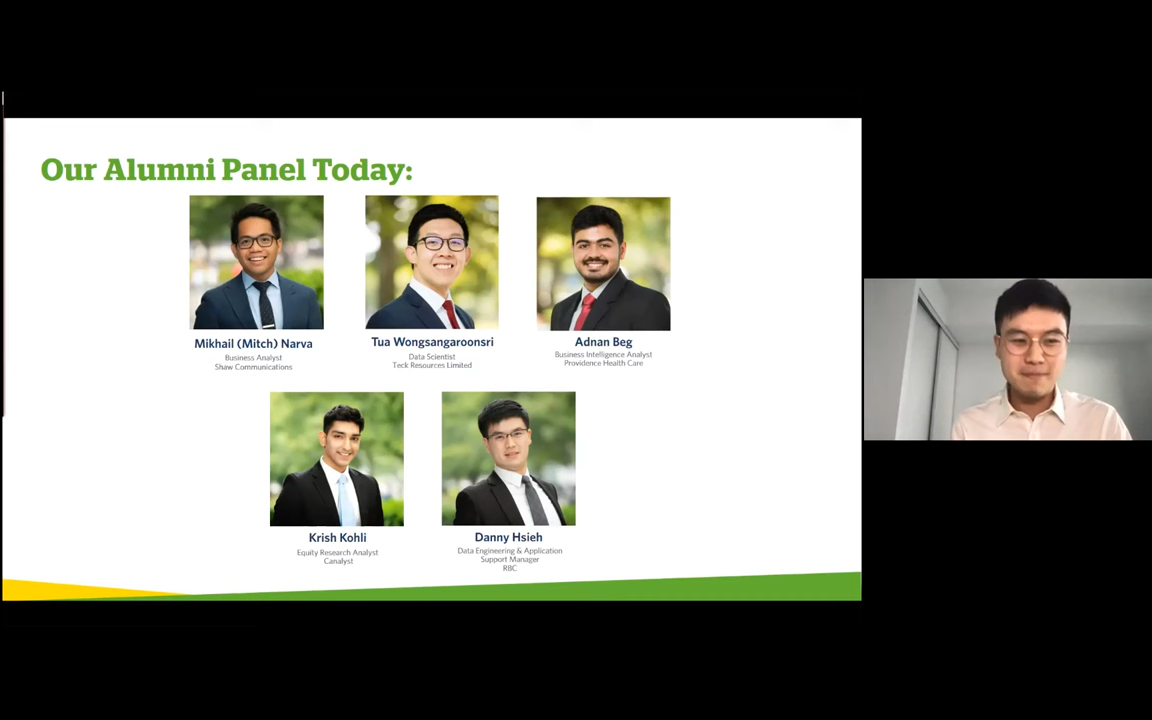 Our Alumni Panel Today:
Mikhail (Mitch) Narva
Business Analyst
Shaw Communications
Tua Wongsangaroonsri
Data Scientist
Teck Resources Limited
Adnan Beg
Business Intelligence Analyst
Providence Health Care
Krish Kohli
Equity Research Analyst
Canalyst
Danny Hsieh
Data Engineering & Application
Support Manager
RBC